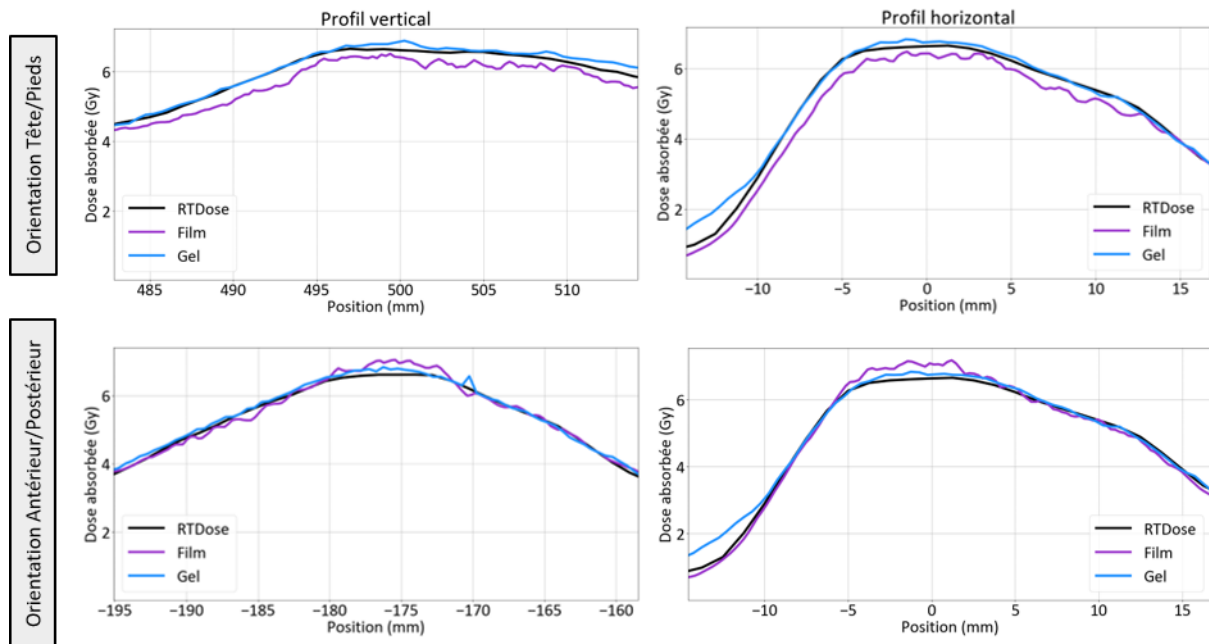 Profil vertical
Profil horizontal
Orientation Tête/Pieds
Dose absorbée (Gy)
6
4
2
RTDose
Film
Gel
485 490 495 500 505 510
Position (mm)
Dose absorbée (Gy)
6
4
2
RTDose
Film
Gel
−10 −5 0 5 10 15
Position (mm)
Orientation Antérieur/Postérieur
Dose absorbée (Gy)
6
4
2
RTDose
Film
Gel
−195 −190 −185 −180 −175 −170 −165 −160
Position (mm)
Dose absorbée (Gy)
6
4
2
RTDose
Film
Gel
−10 −5 0 5 10 15
Position (mm)